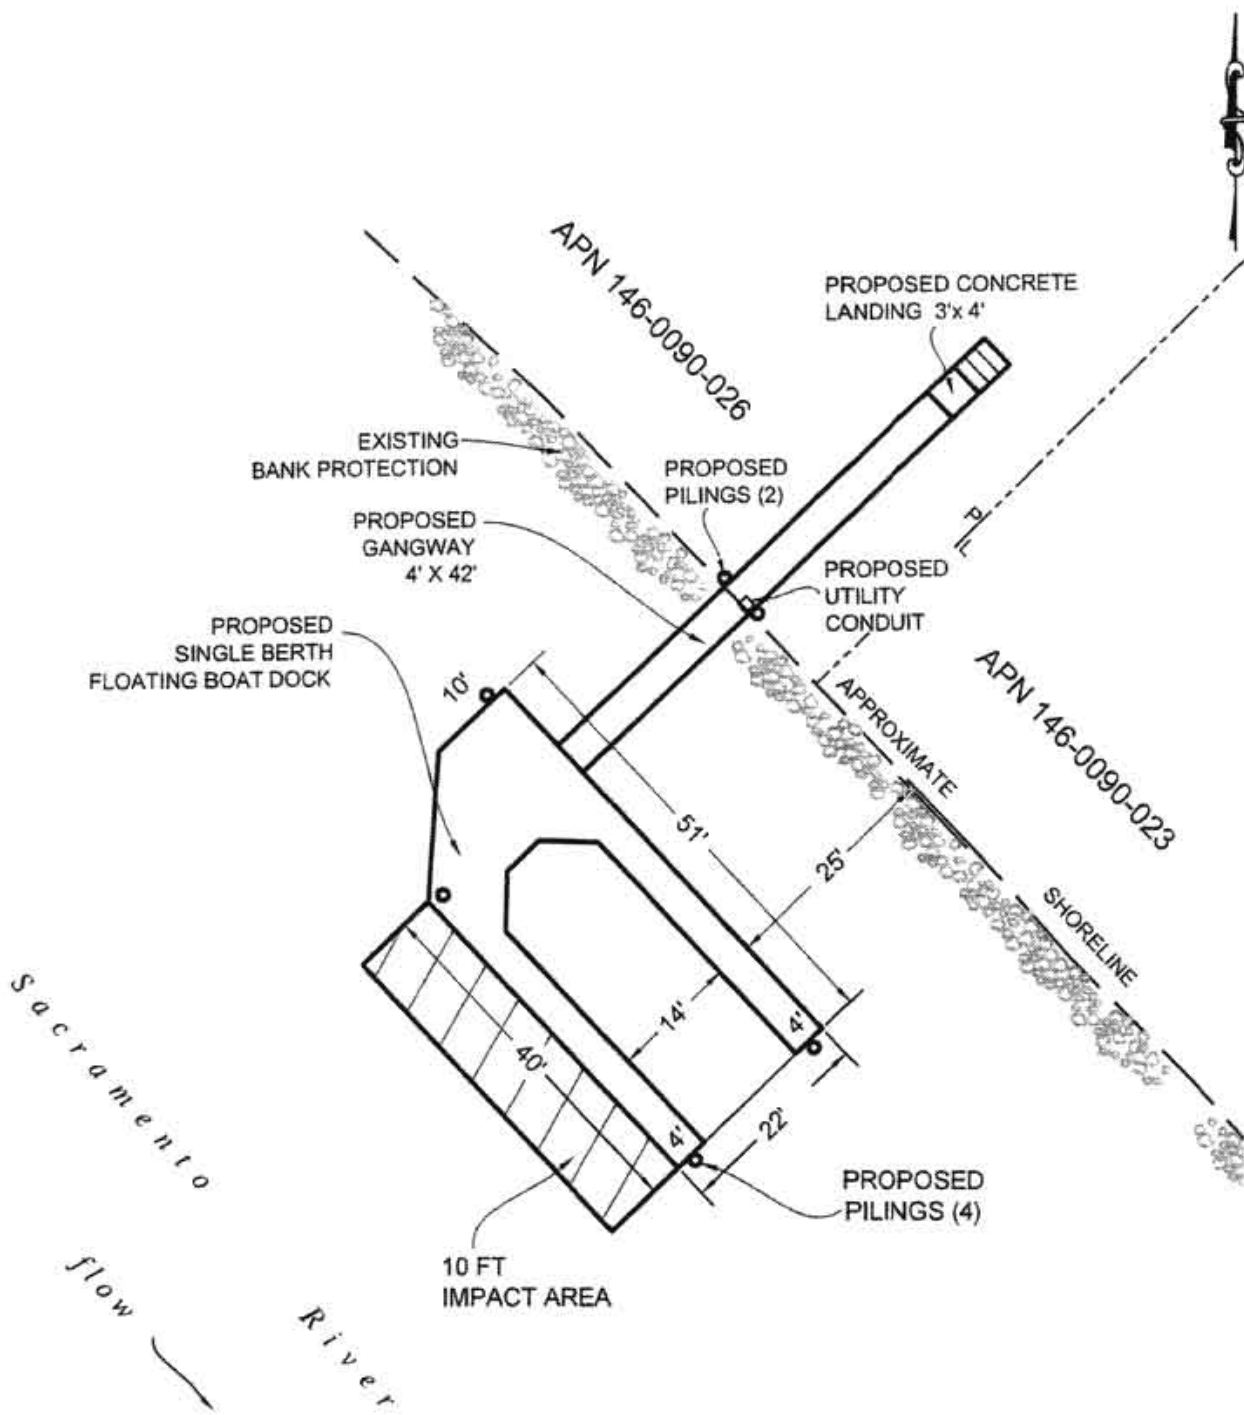 APN 146-0090-026
PROPOSED CONCRETE
LANDING 3'x 4'
EXISTING
BANK PROTECTION
PROPOSED
PILINGS (2)
PROPOSED
GANGWAY
4' X 42'
P
L
PROPOSED
UTILITY
CONDUIT
PROPOSED
SINGLE BERTH
FLOATING BOAT DOCK
10'
APPROXIMATE
SHORELINE
APN 146-0090-023
51'
25'
14'
4'
40'
4'
22'
PROPOSED
PILINGS (4)
10 FT
IMPACT AREA
Sacramento
River
flow